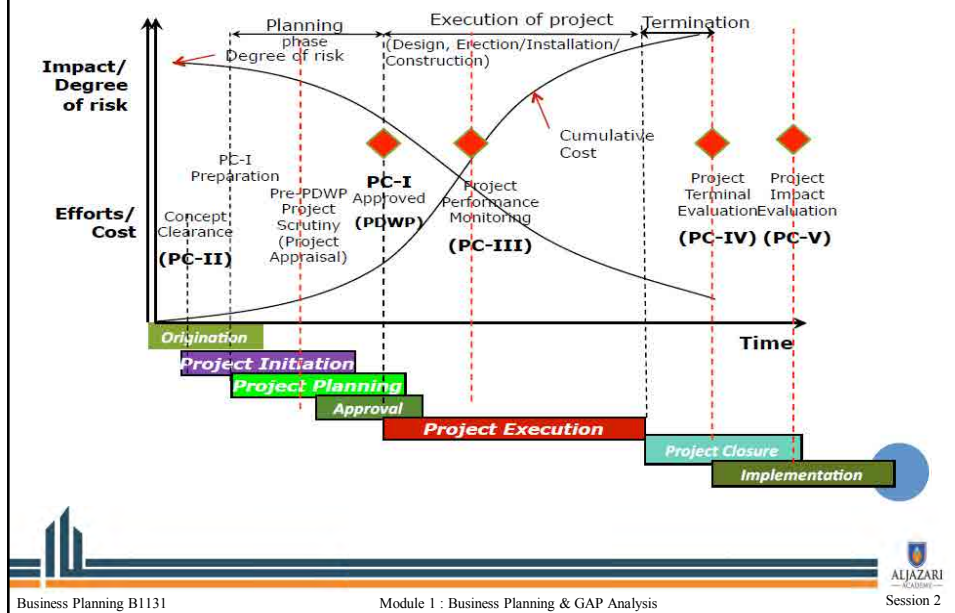 Planning
phase
Execution of project
(Design, Erection/Installation/
Construction)
Termination
Degree of risk
Impact/
Degree
of risk
Cumulative
Cost
PC-I
Preparation
Efforts/
Cost
Concept
Clearance
(PC-II)
Pre-PDWP
Project
Scrutiny
(Project
Appraisal)
PC-I
Approved
(PDWP)
Project
Performance
Monitoring
(PC-III)
Project
Terminal
Evaluation
(PC-IV)
Project
Impact
Evaluation
(PC-V)
Time
Origination
Project Initiation
Project Planning
Approval
Project Execution
Project Closure
Implementation
ALJAZARI
ACADEMY
Business Planning B1131
Module 1 : Business Planning & GAP Analysis
Session 2